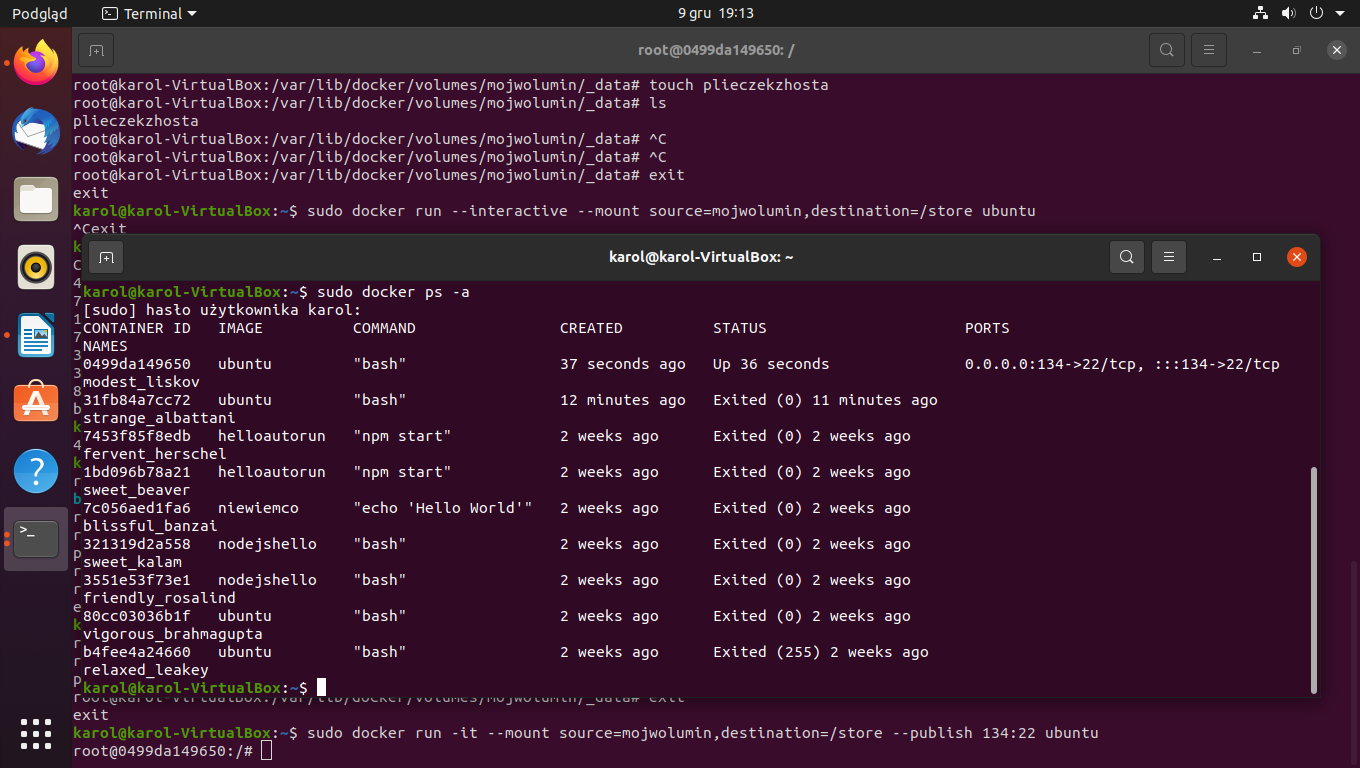 Podgląd
Terminal
9 gru 19:13
root@0499da149650: /
root@karol-VirtualBox:/var/lib/docker/volumes/mojwolumin/_data# touch plieczekzhosta
root@karol-VirtualBox:/var/lib/docker/volumes/mojwolumin/_data# ls
plieczekzhosta
root@karol-VirtualBox:/var/lib/docker/volumes/mojwolumin/_data# ^C
root@karol-VirtualBox:/var/lib/docker/volumes/mojwolumin/_data# ^C
root@karol-VirtualBox:/var/lib/docker/volumes/mojwolumin/_data# exit
exit
karol@karol-VirtualBox:~$ sudo docker run --interactive --mount source=mojwolumin,destination=/store ubuntu
^Cexit
karol@karol-VirtualBox: ~
karol@karol-VirtualBox:~$ sudo docker ps -a
[sudo] hasło użytkownika karol:
CONTAINER ID   IMAGE          COMMAND                CREATED          STATUS                      PORTS
NAMES
0499da149650   ubuntu         "bash"                 37 seconds ago   Up 36 seconds               0.0.0.0:134->22/tcp, :::134->22/tcp
modest_liskov
31fb84a7cc72   ubuntu         "bash"                 12 minutes ago   Exited (0) 11 minutes ago
strange_albattani
7453f85f8edb   helloautorun   "npm start"            2 weeks ago      Exited (0) 2 weeks ago
fervent_herschel
1bd096b78a21   helloautorun   "npm start"            2 weeks ago      Exited (0) 2 weeks ago
sweet_beaver
7c056aed1fa6   niewiemco      "echo 'Hello World'"   2 weeks ago      Exited (0) 2 weeks ago
blissful_banzai
321319d2a558   nodejshello    "bash"                 2 weeks ago      Exited (0) 2 weeks ago
sweet_kalam
3551e53f73e1   nodejshello    "bash"                 2 weeks ago      Exited (0) 2 weeks ago
friendly_rosalind
80cc03036b1f   ubuntu         "bash"                 2 weeks ago      Exited (0) 2 weeks ago
vigorous_brahmagupta
b4fee4a24660   ubuntu         "bash"                 2 weeks ago      Exited (255) 2 weeks ago
relaxed_leakey
karol@karol-VirtualBox:~$
root@karol-VirtualBox:/var/lib/docker/volumes/mojwolumin/_data# exit
exit
karol@karol-VirtualBox:~$ sudo docker run -it --mount source=mojwolumin,destination=/store --publish 134:22 ubuntu
root@0499da149650:/#